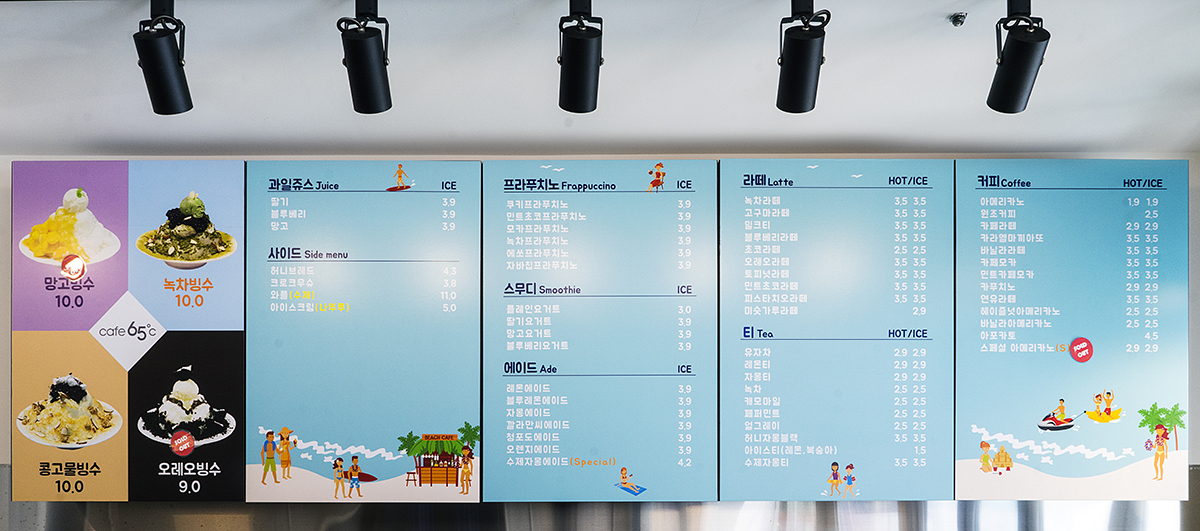 망고빙수
10.0
녹차빙수
10.0
cafe 65℃
콩고물빙수
10.0
SOLD OUT
오레오빙수
9.0
과일쥬스 Juice ICE
딸기 3,9
블루베리 3,9
망고 3,9
사이드 Side menu
허니브레드 4,3
크로크무슈 3,8
와플(수제) 11,0
아이스크림(나뚜루) 5,0
BEACH CAFE
프라푸치노 Frappuccino ICE
쿠키프라푸치노 3,9
민트초코프라푸치노 3,9
모카프라푸치노 3,9
녹차프라푸치노 3,9
에쏘프라푸치노 3,9
자바칩프라푸치노 3,9
스무디 Smoothie ICE
플레인요거트 3,0
딸기요거트 3,9
망고요거트 3,9
블루베리요거트 3,9
에이드 Ade ICE
레몬에이드 3,9
블루레몬에이드 3,9
자몽에이드 3,9
깔라만씨에이드 3,9
청포도에이드 3,9
오렌지에이드 3,9
수제자몽에이드(Special) 4,2
라떼 Latte HOT/ICE
녹차라떼 3,5 3,5
고구마라떼 3,5 3,5
밀크티 3,5 3,5
블루베리라떼 3,5 3,5
초코라떼 2,5 2,5
오레오라떼 3,5 3,5
토피넛라떼 3,5 3,5
민트초코라떼 3,5 3,5
피스타치오라떼 3,5 3,5
미숫가루라떼 2,9
티 Tea HOT/ICE
유자차 2,9 2,9
레몬티 2,9 2,9
자몽티 2,9 2,9
녹차 2,5 2,5
캐모마일 2,5 2,5
페퍼민트 2,5 2,5
얼그레이 2,5 2,5
허니자몽블랙 3,5 3,5
아이스티(레몬,복숭아) 1,5
수제자몽티 3,5 3,5
커피 Coffee HOT/ICE
아메리카노 1,9 1,9
원조커피 2,5
카페라떼 2,9 2,9
카라멜마끼아또 3,5 3,5
바닐라라떼 3,5 3,5
카페모카 3,5 3,5
민트카페모카 3,5 3,5
카푸치노 2,9 2,9
연유라떼 3,5 3,5
헤이즐넛아메리카노 2,5 2,5
바닐라아메리카노 2,5 2,5
아포카토 4,5
스페셜 아메리카노(S) 2,9 2,9
SOLD OUT